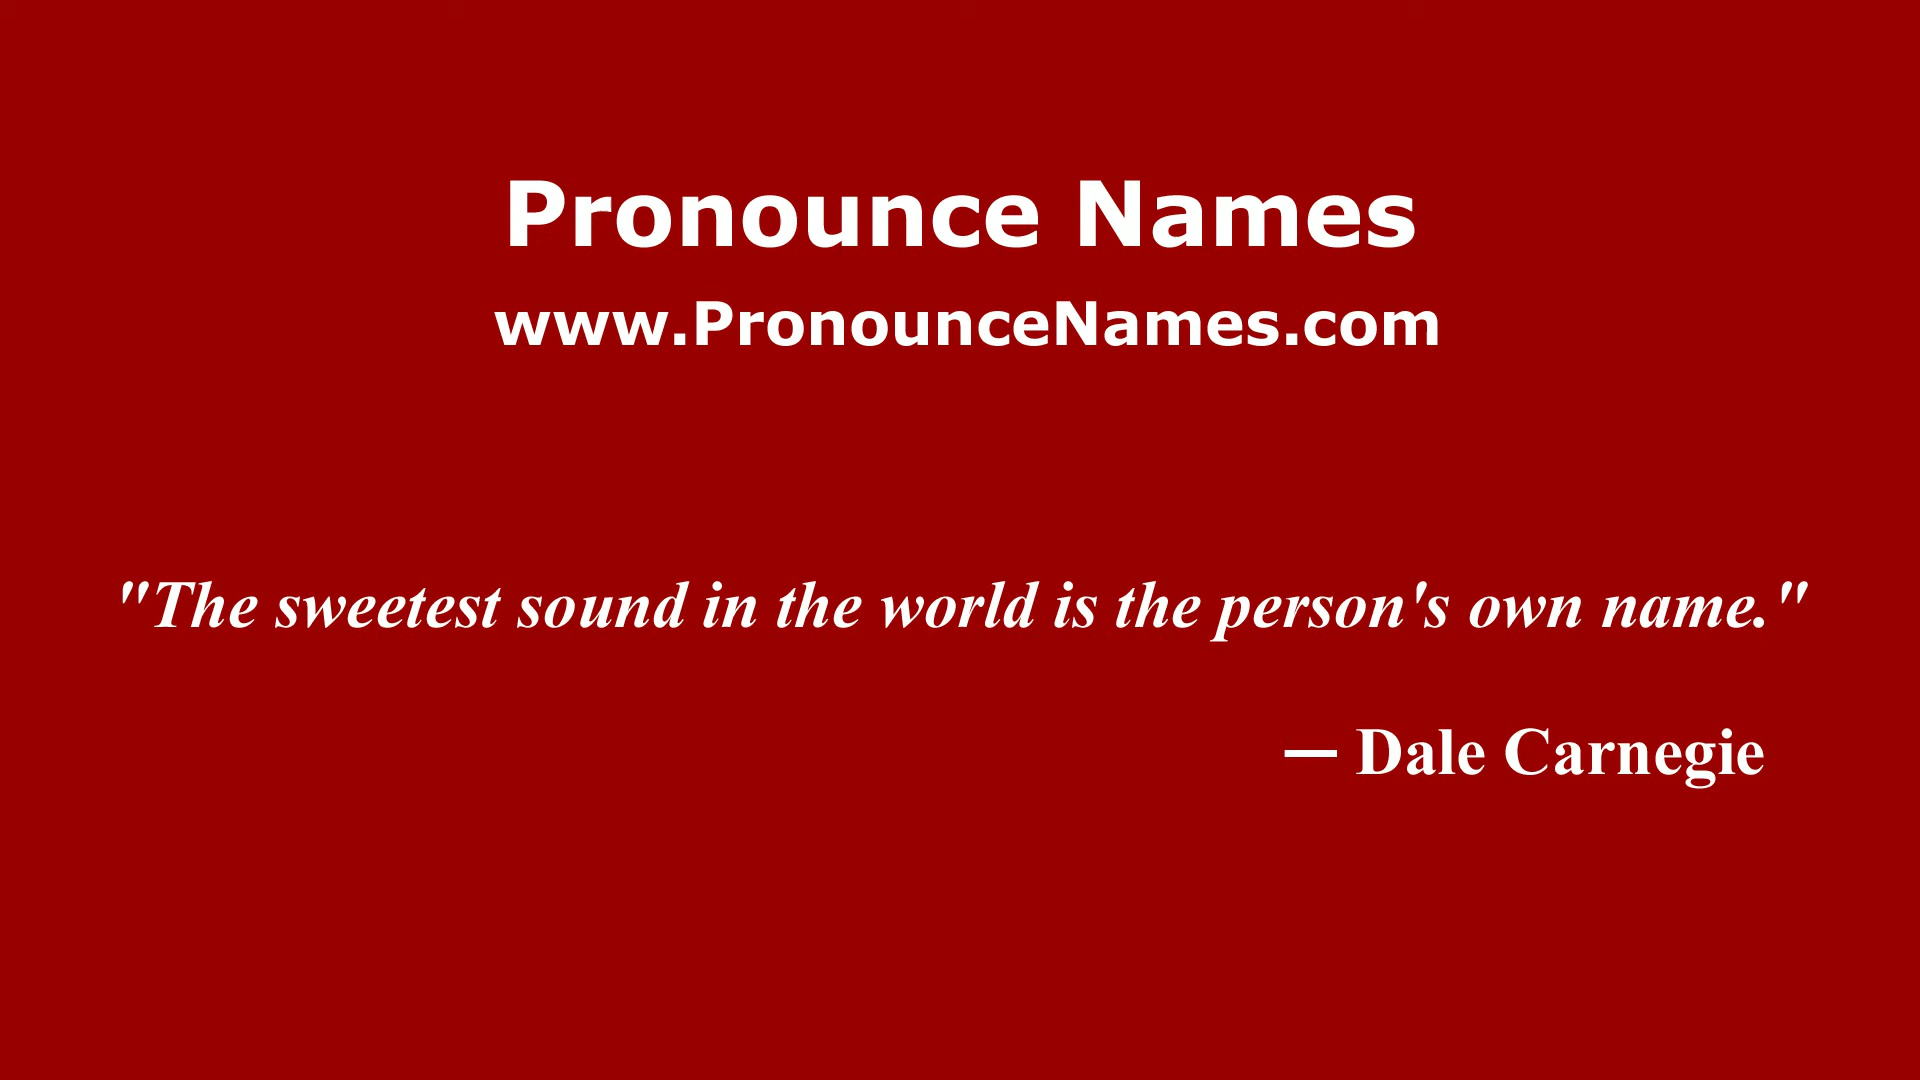 Pronounce Names
www.PronounceNames.com
"The sweetest sound in the world is the person's own name."
— Dale Carnegie